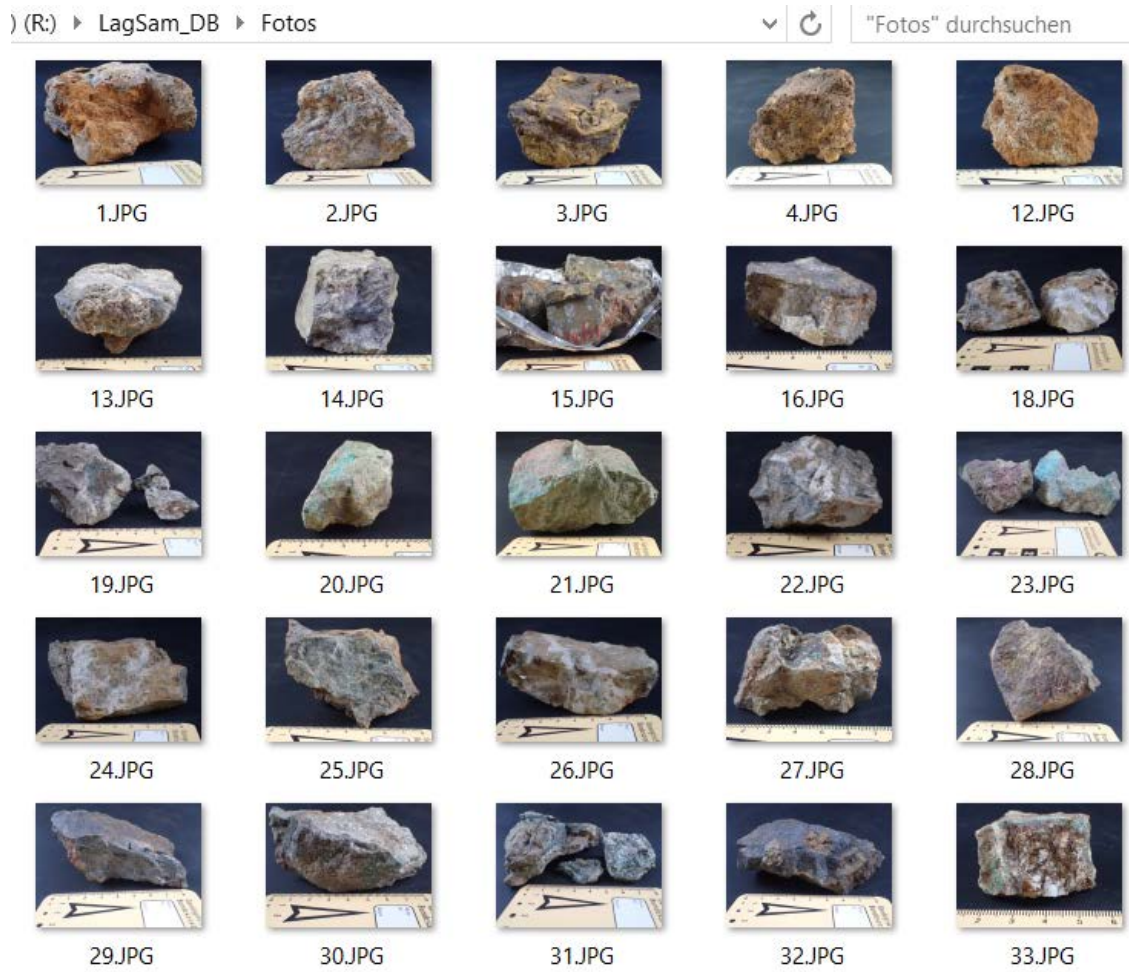 ) (R:) ▸ LagSam_DB ▸ Fotos "Fotos" durchsuchen
1.JPG 2.JPG 3.JPG 4.JPG 12.JPG
13.JPG 14.JPG 15.JPG 16.JPG 18.JPG
19.JPG 20.JPG 21.JPG 22.JPG 23.JPG
24.JPG 25.JPG 26.JPG 27.JPG 28.JPG
29.JPG 30.JPG 31.JPG 32.JPG 33.JPG